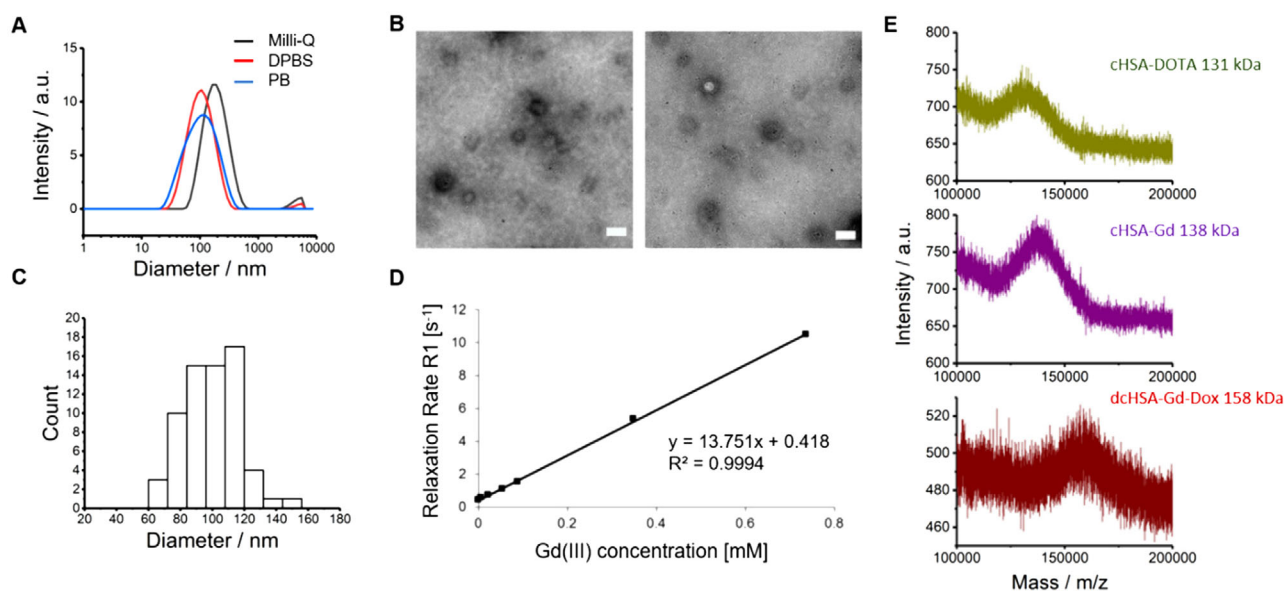 A
15
10
5
0
Intensity / a.u.
Milli-Q
DPBS
PB
1 10 100 1000 10000
Diameter / nm
B
C
20
18
16
14
12
10
8
6
4
2
0
Count
20 40 60 80 100 120 140 160 180
Diameter / nm
D
12
10
8
6
4
2
0
Relaxation Rate R1 [s⁻¹]
y = 13.751x + 0.418
R² = 0.9994
0 0.2 0.4 0.6 0.8
Gd(III) concentration [mM]
E
800
750
700
650
600
cHSA-DOTA 131 kDa
100000 150000 200000
800
750
700
650
600
cHSA-Gd 138 kDa
Intensity / a.u.
100000 150000 200000
520
500
480
460
dcHSA-Gd-Dox 158 kDa
100000 150000 200000
Mass / m/z